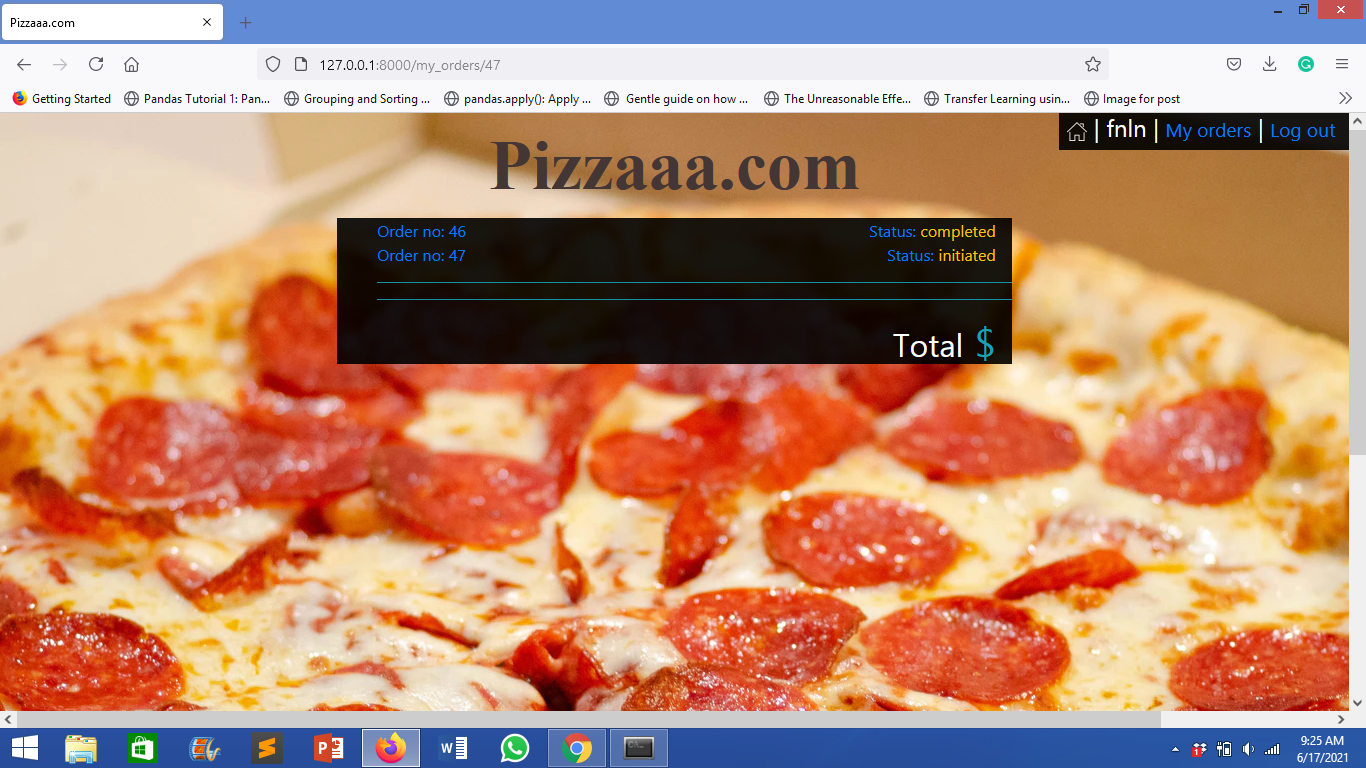 Pizzaaa.com
127.0.0.1:8000/my_orders/47
Getting Started
Pandas Tutorial 1: Pan...
Grouping and Sorting ...
pandas.apply(): Apply ...
Gentle guide on how ...
The Unreasonable Effe...
Transfer Learning usin...
Image for post
| fnln | My orders | Log out
Pizzaaa.com
Order no: 46 Status: completed
Order no: 47 Status: initiated
Total $
9:25 AM
6/17/2021